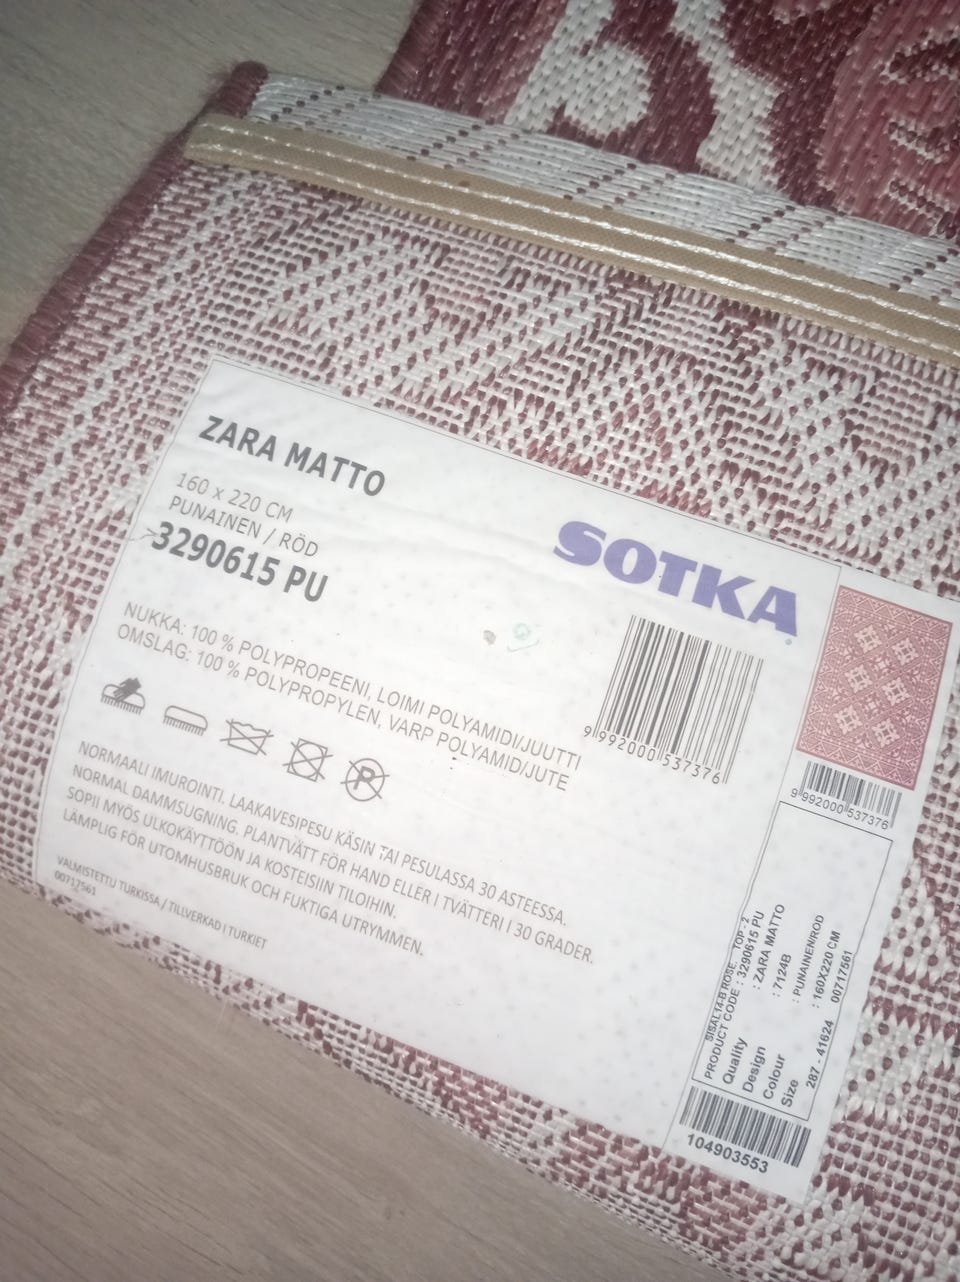 ZARA MATTO
160 x 220 CM
PUNAINEN / RÖD
3290615 PU
SOTKA
NUKKA: 100 % POLYPROPEENI, LOIMI POLYAMIDI/JUUTTI
OMSLAG: 100 % POLYPROPYLEN, VARP POLYAMID/JUTE
9 992000 537376
P
NORMAALI IMUROINTI. LAAKAVESIPESU KÄSIN TAI PESULASSA 30 ASTEESSA.
NORMAL DAMMSUGNING. PLANTVÄTT FÖR HAND ELLER I TVÄTTERI I 30 GRADER.
SOPII MYÖS ULKOKÄYTTÖÖN JA KOSTEISIIN TILOIHIN.
LÄMPLIG FÖR UTOMHUSBRUK OCH FUKTIGA UTRYMMEN.
VALMISTETTU TURKISSA / TILLVERKAD I TURKIET
00717561
9 992000 537376
SISAL14-B ROSE. TOP - 2
PRODUCT CODE : 3290615 PU
Quality : ZARA MATTO
Design : 7124B
Colour : PUNAINEN/ROD
Size : 160X220 CM
287 - 41624 00717561
104903553